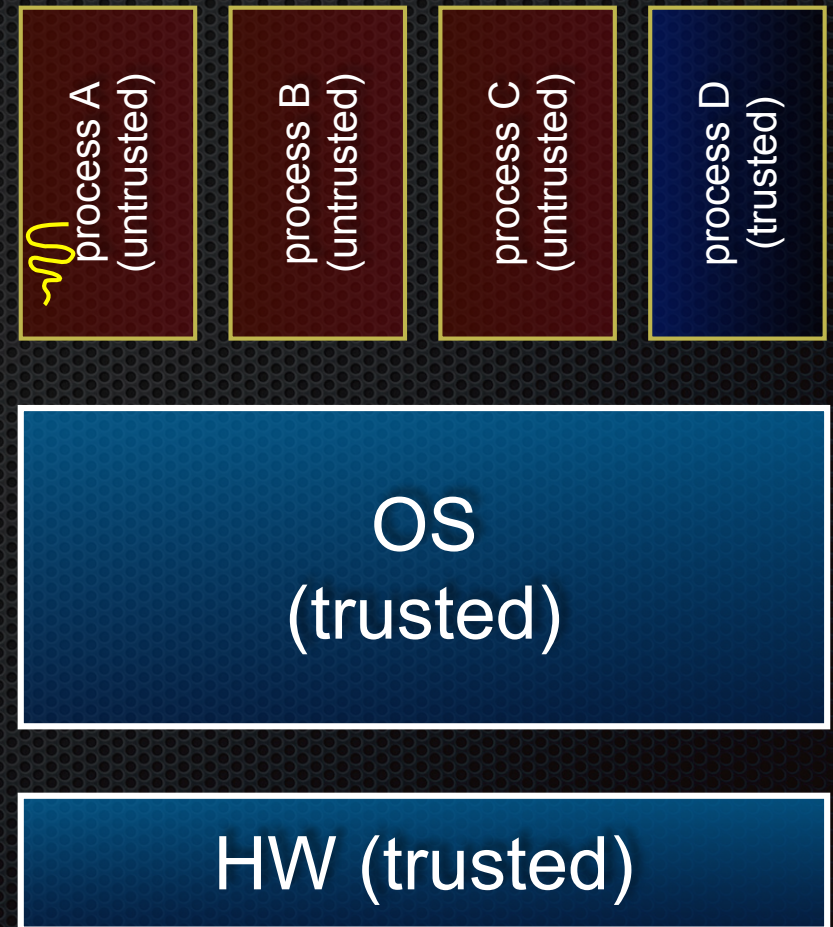 process A
(untrusted)
process B
(untrusted)
process C
(untrusted)
process D
(trusted)
OS
(trusted)
HW (trusted)